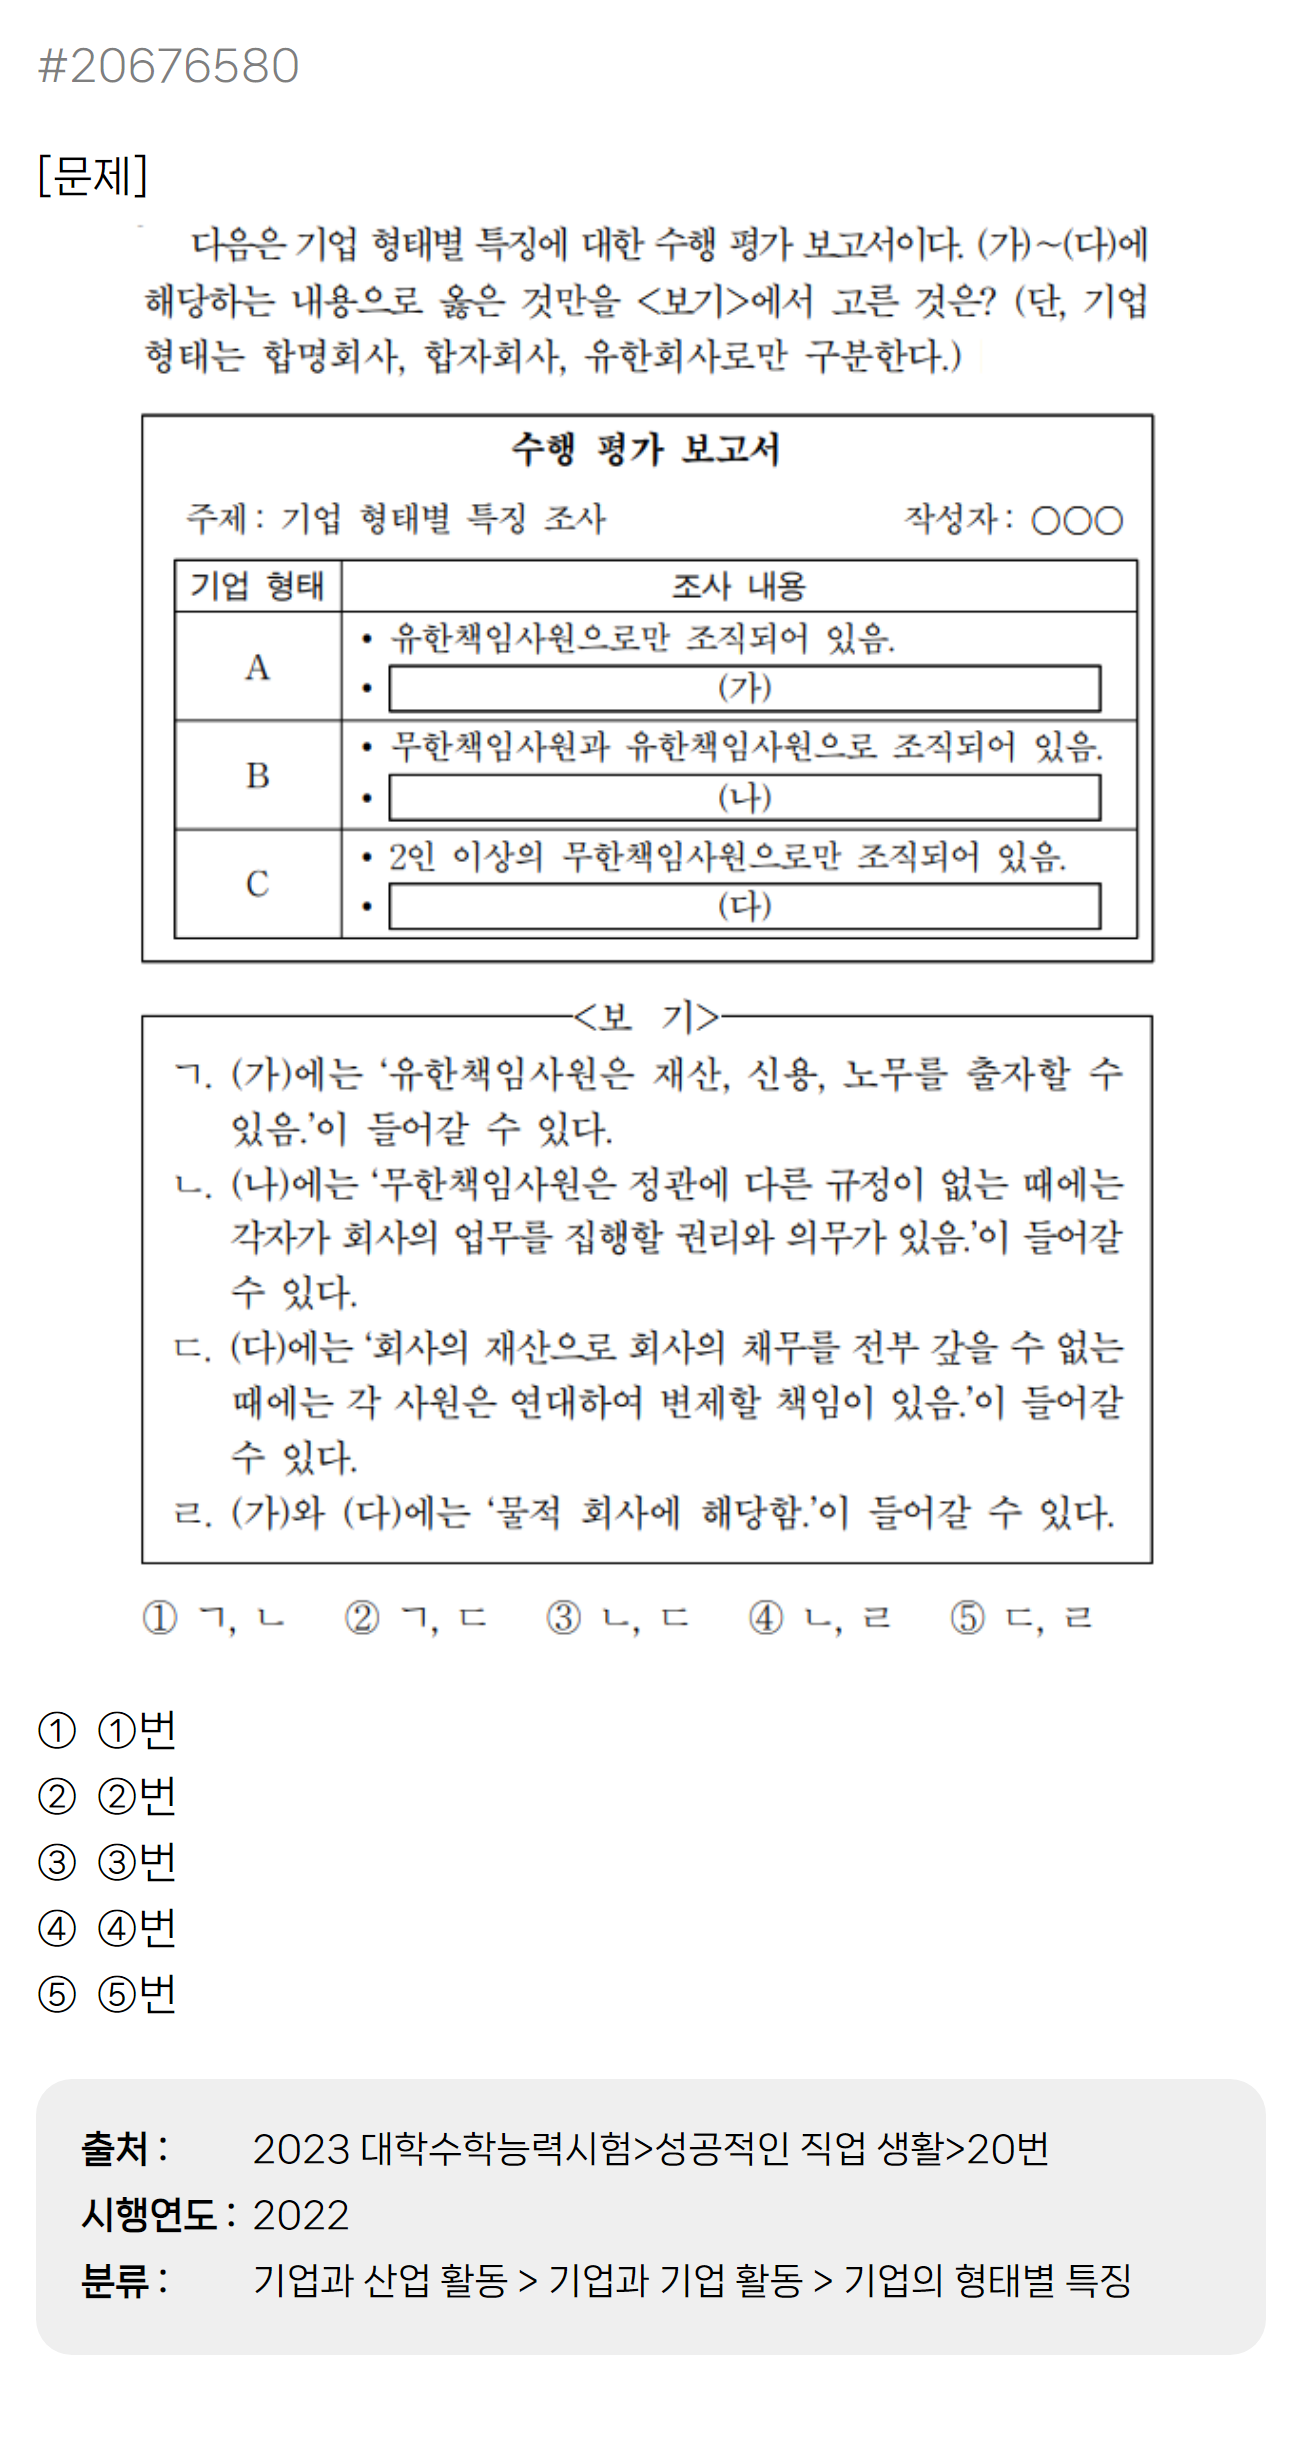 #20676580
[문제]
다음은 기업 형태별 특징에 대한 수행 평가 보고서이다. (가)~(다)에
해당하는 내용으로 옳은 것만을 <보기>에서 고른 것은? (단, 기업
형태는 합명회사, 합자회사, 유한회사로만 구분한다.)
수행 평가 보고서
주제 : 기업 형태별 특징 조사 작성자 : ○○○
기업 형태 조사 내용
A
• 유한책임사원으로만 조직되어 있음.
• (가)
B
• 무한책임사원과 유한책임사원으로 조직되어 있음.
• (나)
C
• 2인 이상의 무한책임사원으로만 조직되어 있음.
• (다)
<보 기>
ㄱ. (가)에는 ‘유한책임사원은 재산, 신용, 노무를 출자할 수
있음.’이 들어갈 수 있다.
ㄴ. (나)에는 ‘무한책임사원은 정관에 다른 규정이 없는 때에는
각자가 회사의 업무를 집행할 권리와 의무가 있음.’이 들어갈
수 있다.
ㄷ. (다)에는 ‘회사의 재산으로 회사의 채무를 전부 갚을 수 없는
때에는 각 사원은 연대하여 변제할 책임이 있음.’이 들어갈
수 있다.
ㄹ. (가)와 (다)에는 ‘물적 회사에 해당함.’이 들어갈 수 있다.
① ㄱ, ㄴ ② ㄱ, ㄷ ③ ㄴ, ㄷ ④ ㄴ, ㄹ ⑤ ㄷ, ㄹ
① ①번
② ②번
③ ③번
④ ④번
⑤ ⑤번
출처 : 2023 대학수학능력시험>성공적인 직업 생활>20번
시행연도 : 2022
분류 : 기업과 산업 활동 > 기업과 기업 활동 > 기업의 형태별 특징